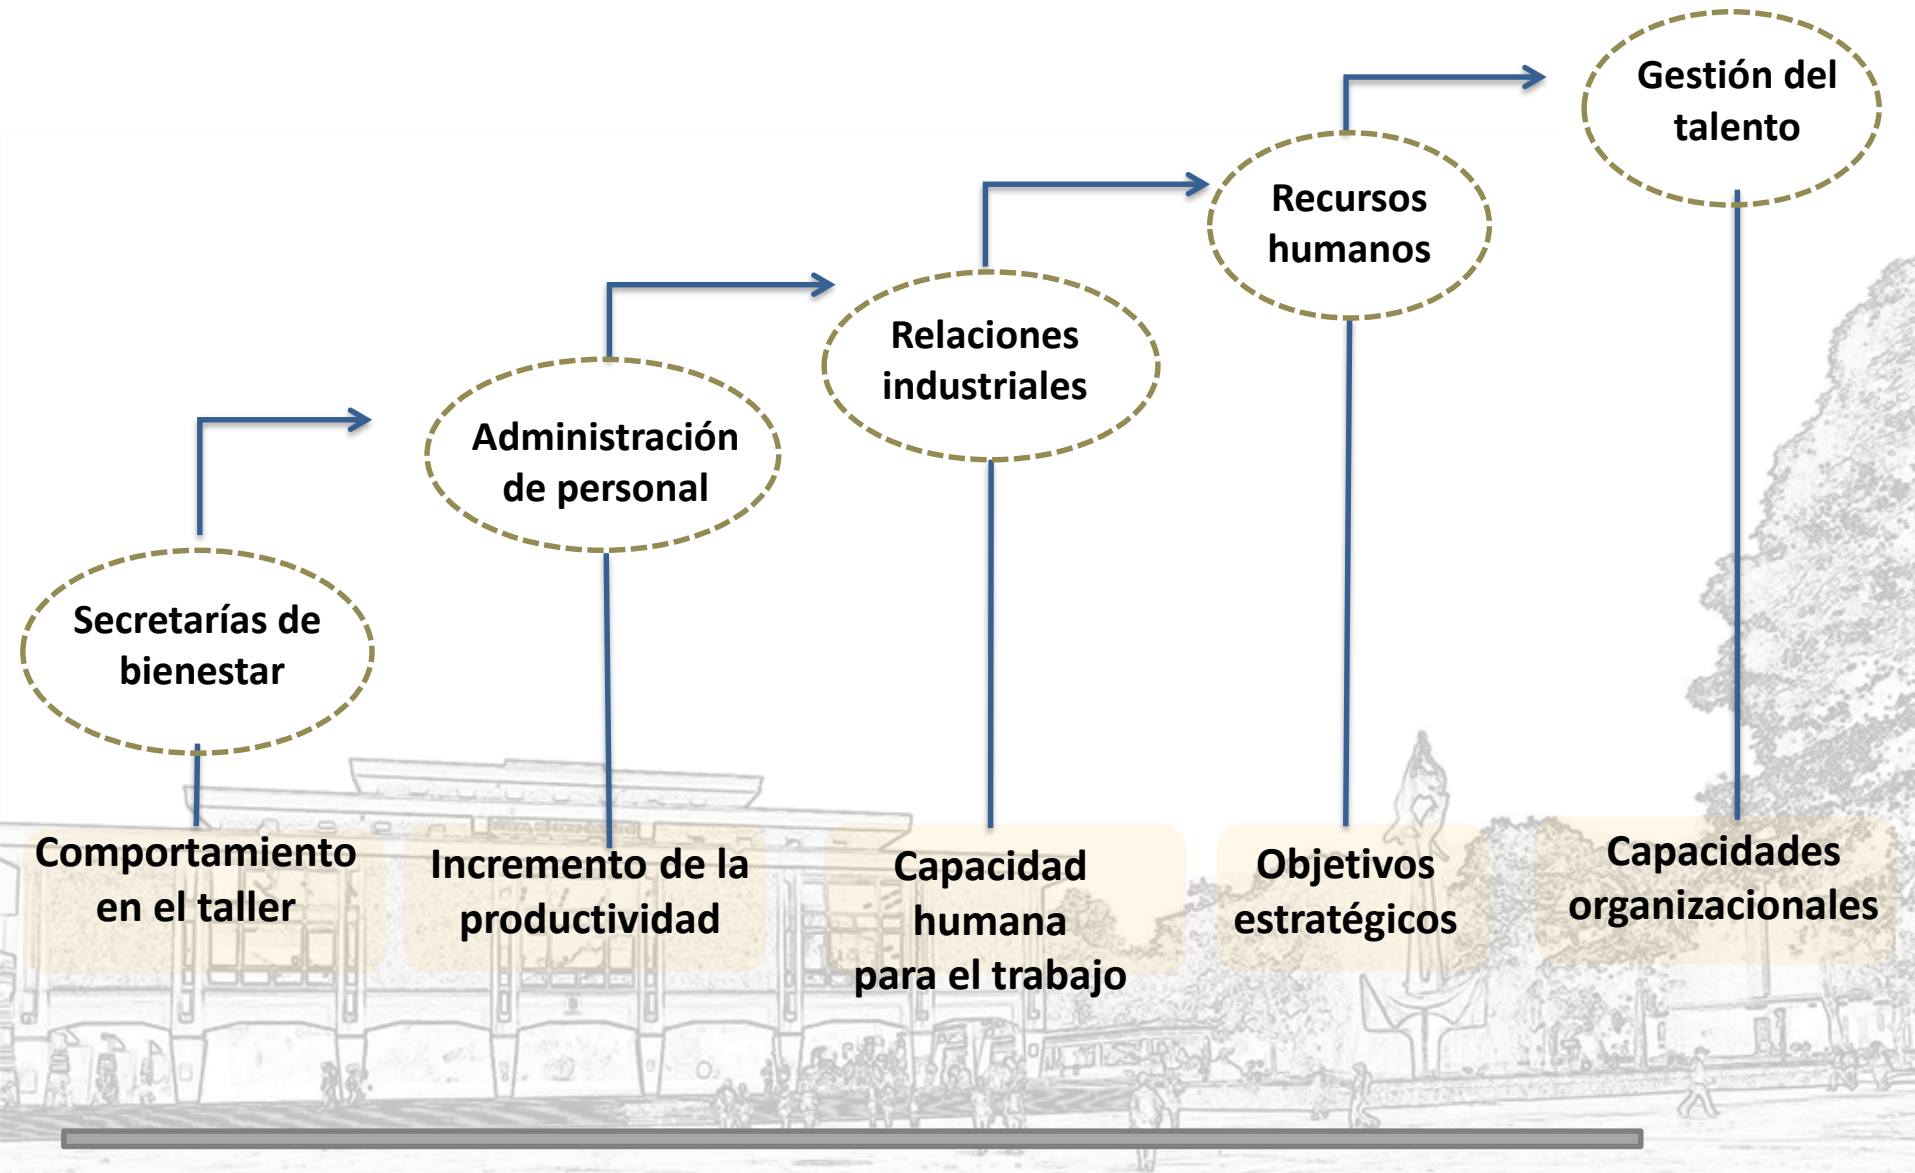 Gestión del
talento
Recursos
humanos
Relaciones
industriales
Administración
de personal
Secretarías de
bienestar
Comportamiento
en el taller
Incremento de la
productividad
Capacidad
humana
para el trabajo
Objetivos
estratégicos
Capacidades
organizacionales